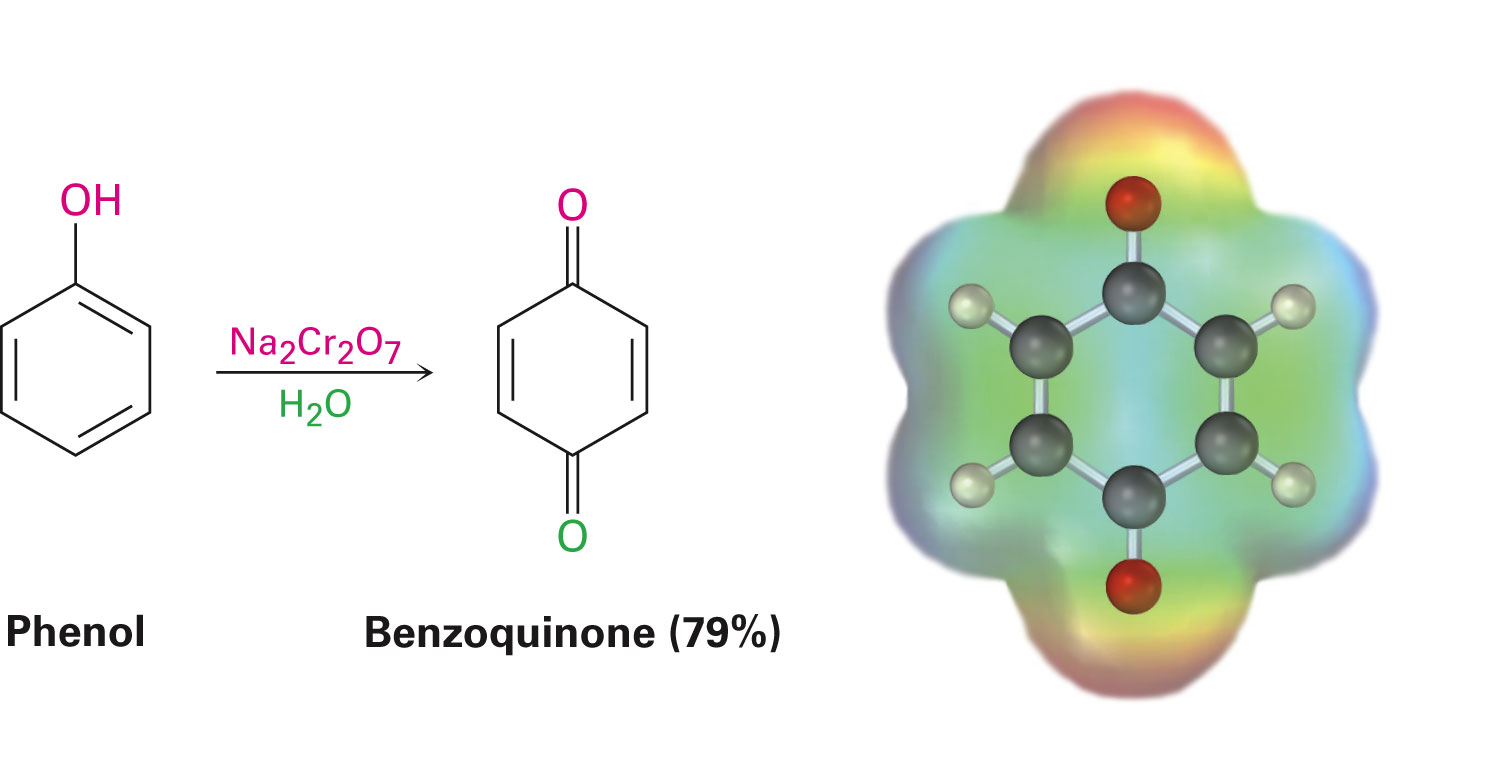 OH
O
Na₂Cr₂O₇
H₂O
O
Phenol
Benzoquinone (79%)